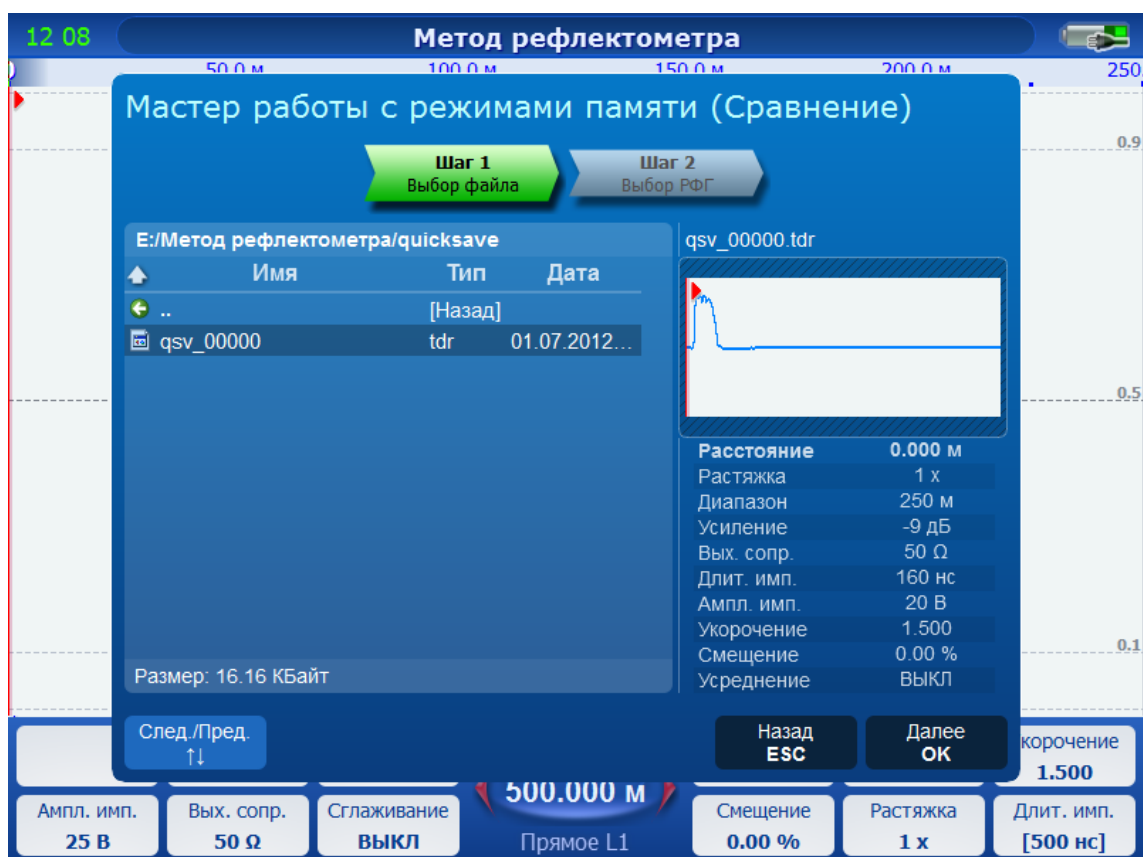 12 08 Метод рефлектометра
50.0 м 100.0 м 150.0 м 200.0 м 250.
Мастер работы с режимами памяти (Сравнение)
0.9
Шаг 1
Выбор файла
Шаг 2
Выбор РФГ
E:/Метод рефлектометра/quicksave
Имя Тип Дата
.. [Назад]
qsv_00000 tdr 01.07.2012...
Размер: 16.16 КБайт
qsv_00000.tdr
0.5
Расстояние 0.000 м
Растяжка 1 x
Диапазон 250 м
Усиление -9 дБ
Вых. сопр. 50 Ω
Длит. имп. 160 нс
Ампл. имп. 20 В
Укорочение 1.500
Смещение 0.00 %
Усреднение ВЫКЛ
0.1
След./Пред.
↑↓
Назад
ESC
Далее
OK
корочение
1.500
500.000 м
Прямое L1
Ампл. имп.
25 В
Вых. сопр.
50 Ω
Сглаживание
ВЫКЛ
Смещение
0.00 %
Растяжка
1 x
Длит. имп.
[500 нс]